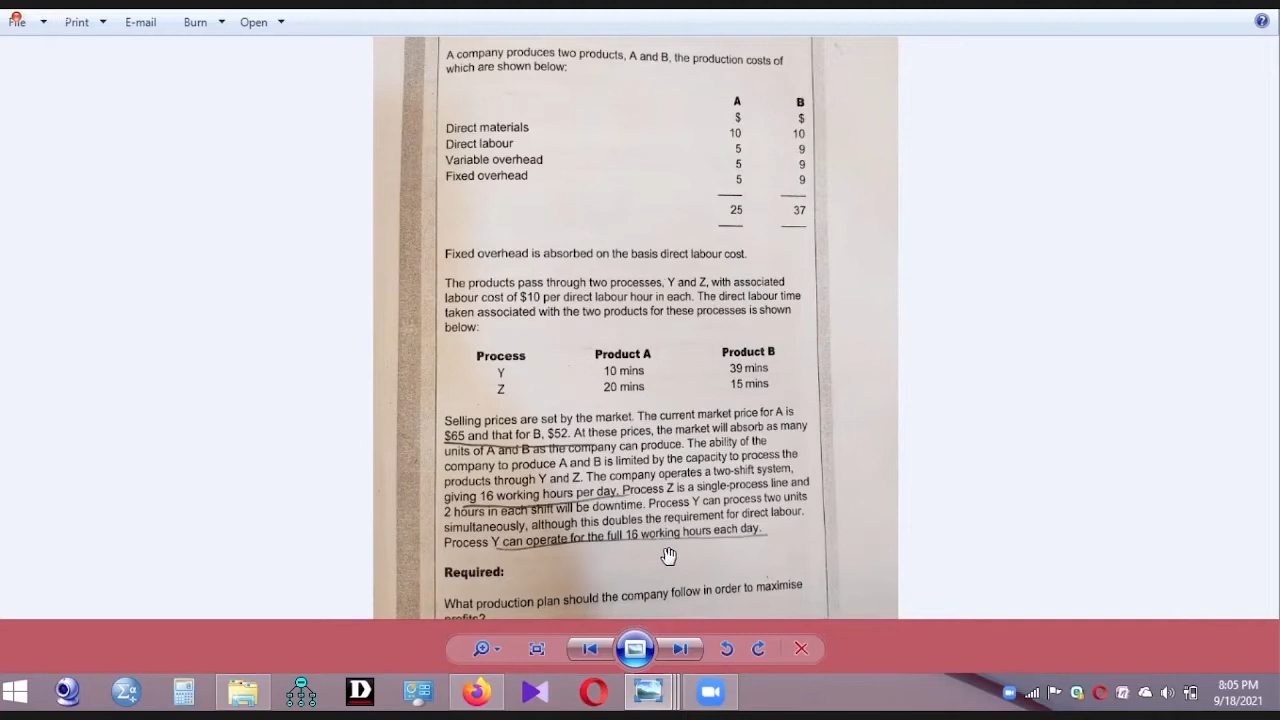 File Print E-mail Burn Open
A company produces two products, A and B, the production costs of
which are shown below:
A B
$ $
Direct materials 10 10
Direct labour 5 9
Variable overhead 5 9
Fixed overhead 5 9
25 37
Fixed overhead is absorbed on the basis direct labour cost.
The products pass through two processes, Y and Z, with associated
labour cost of $10 per direct labour hour in each. The direct labour time
taken associated with the two products for these processes is shown
below:
Process Product A Product B
Y 10 mins 39 mins
Z 20 mins 15 mins
Selling prices are set by the market. The current market price for A is
$65 and that for B, $52. At these prices, the market will absorb as many
units of A and B as the company can produce. The ability of the
company to produce A and B is limited by the capacity to process the
products through Y and Z. The company operates a two-shift system,
giving 16 working hours per day. Process Z is a single-process line and
2 hours in each shift will be downtime. Process Y can process two units
simultaneously, although this doubles the requirement for direct labour.
Process Y can operate for the full 16 working hours each day.
Required:
What production plan should the company follow in order to maximise
profits?
8:05 PM
9/18/2021